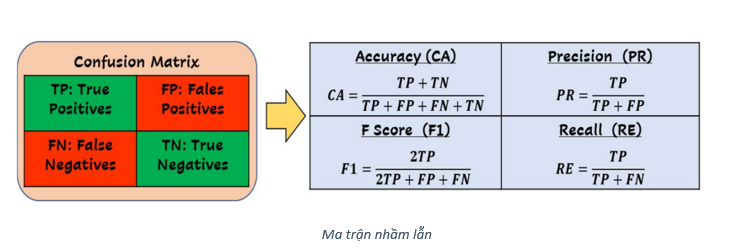 Confusion Matrix
TP: True
Positives
FP: Fales
Positives
FN: False
Negatives
TN: True
Negatives
Accuracy (CA)
CA = TP + TN / TP + FP + FN + TN
Precision (PR)
PR = TP / TP + FP
F Score (F1)
F1 = 2TP / 2TP + FP + FN
Recall (RE)
RE = TP / TP + FN
Ma trận nhầm lẫn